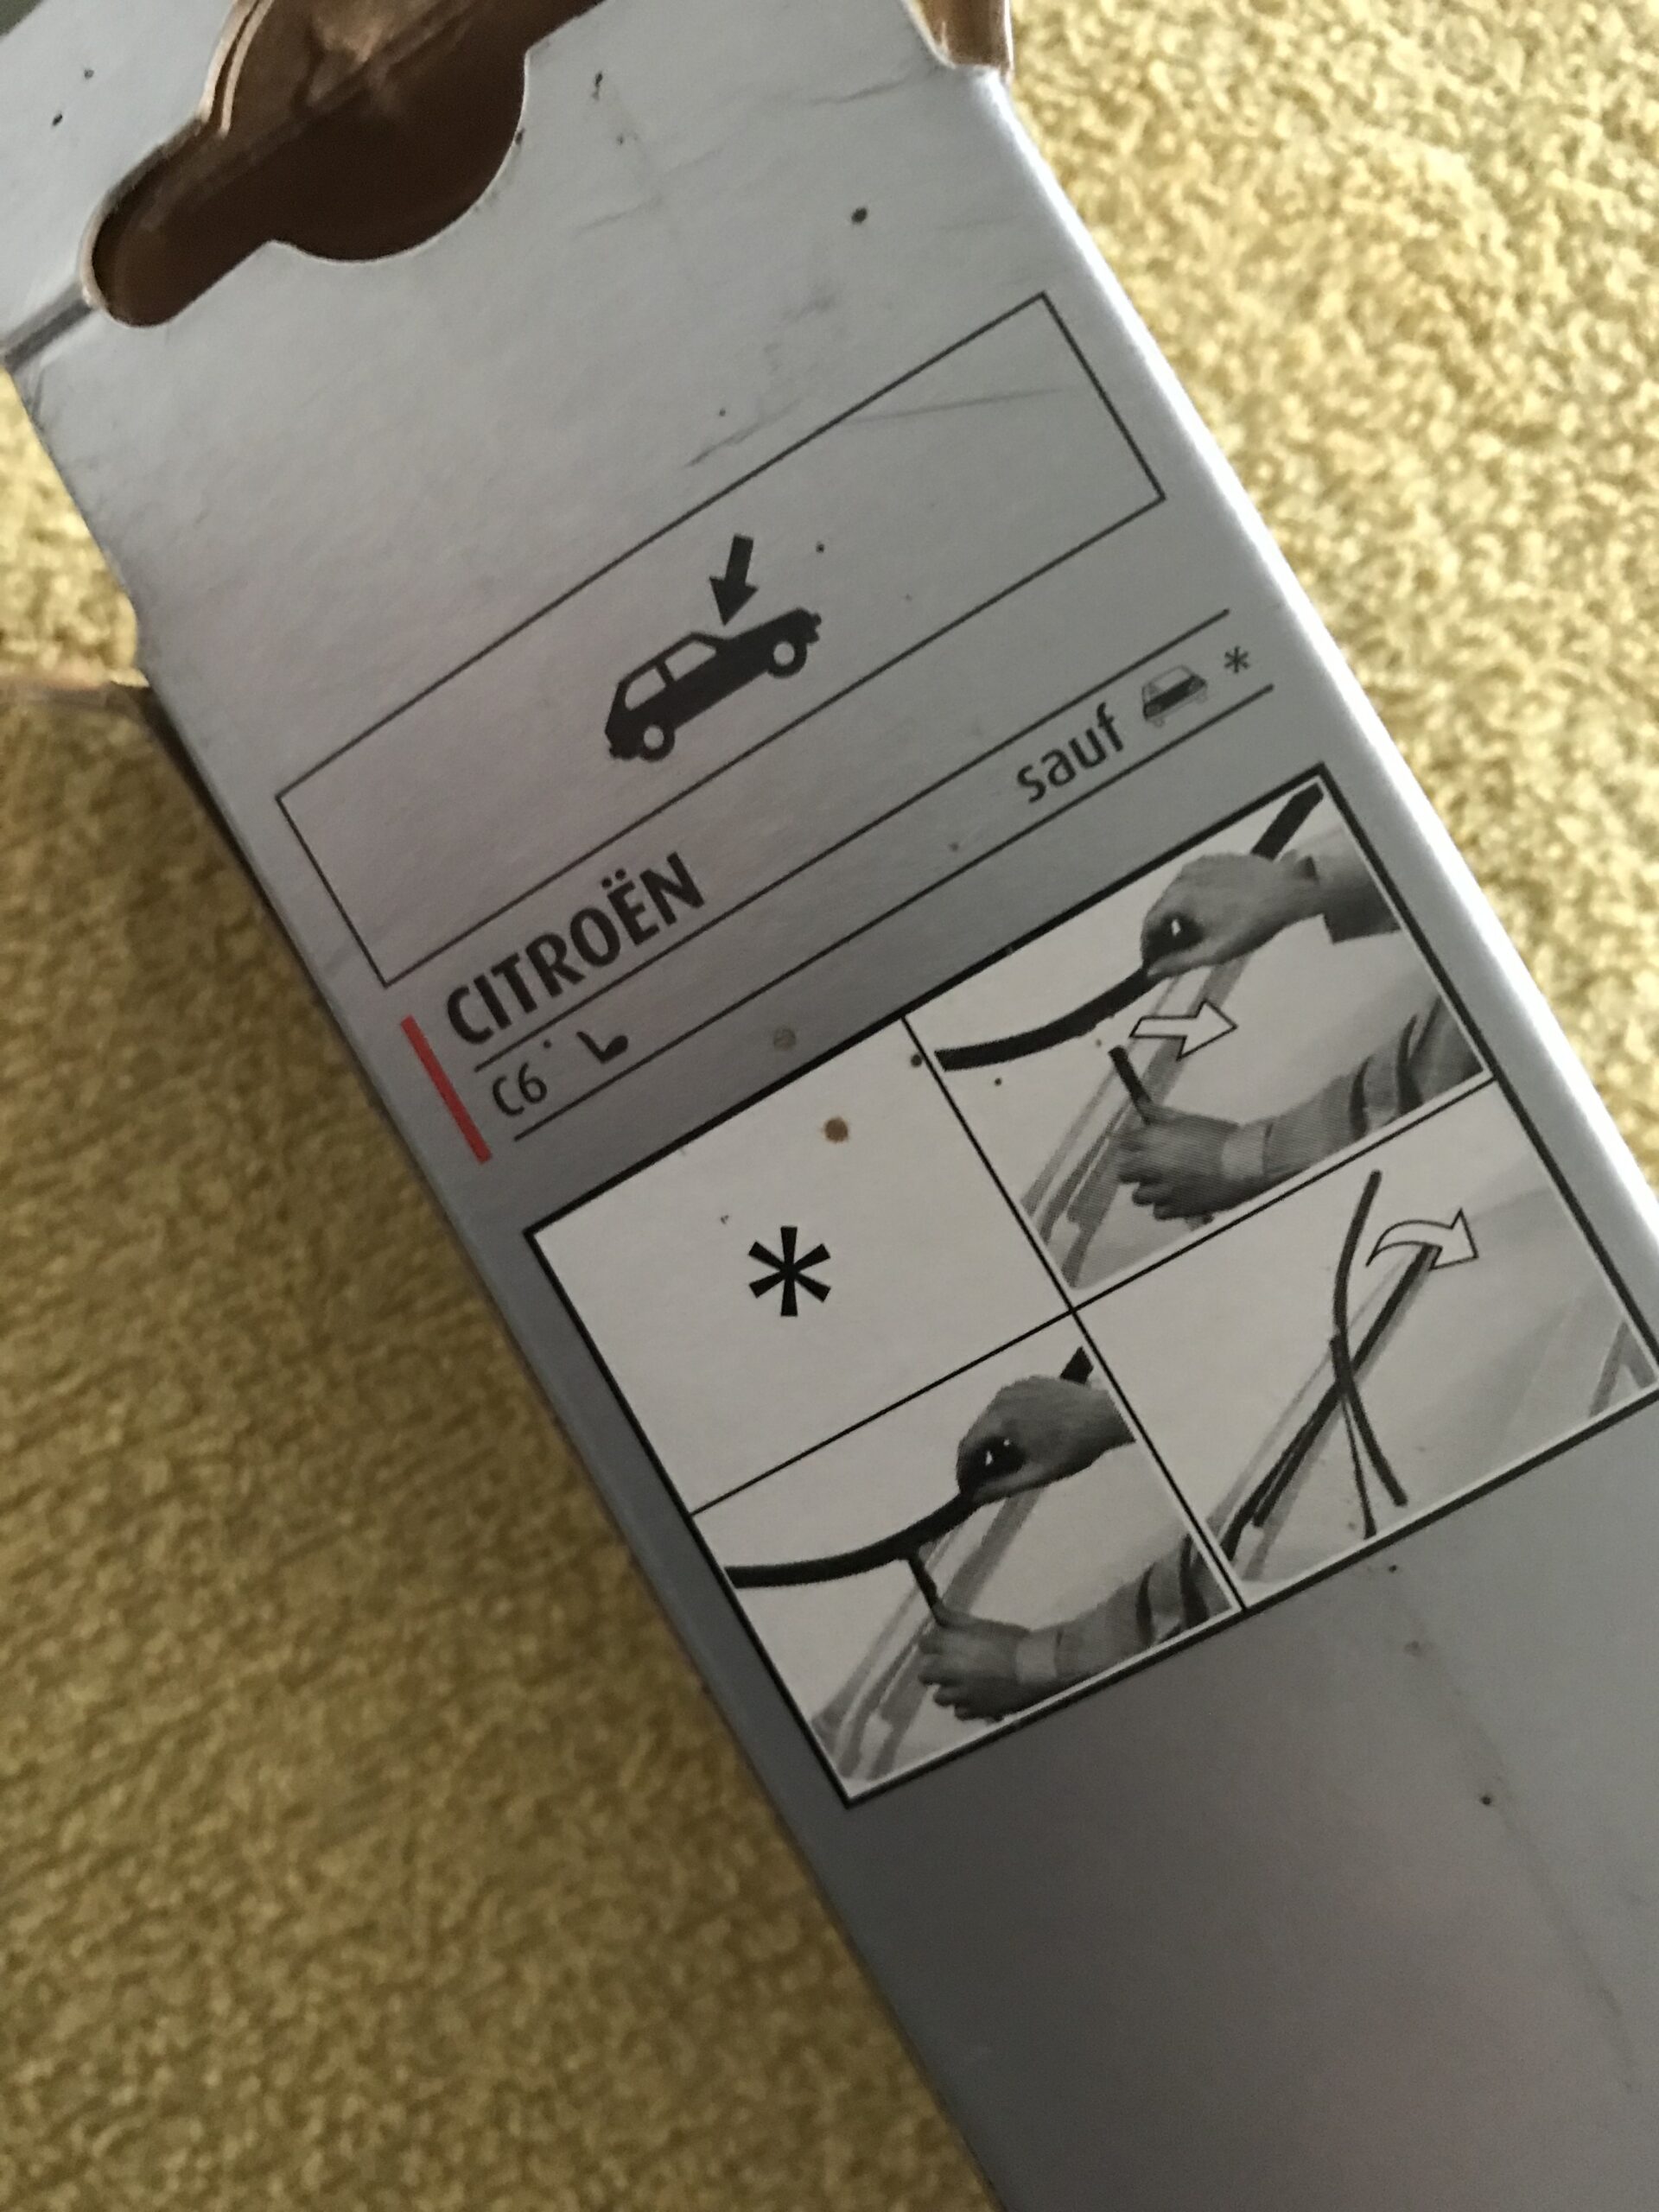 CITROËN
C6 sauf *
*